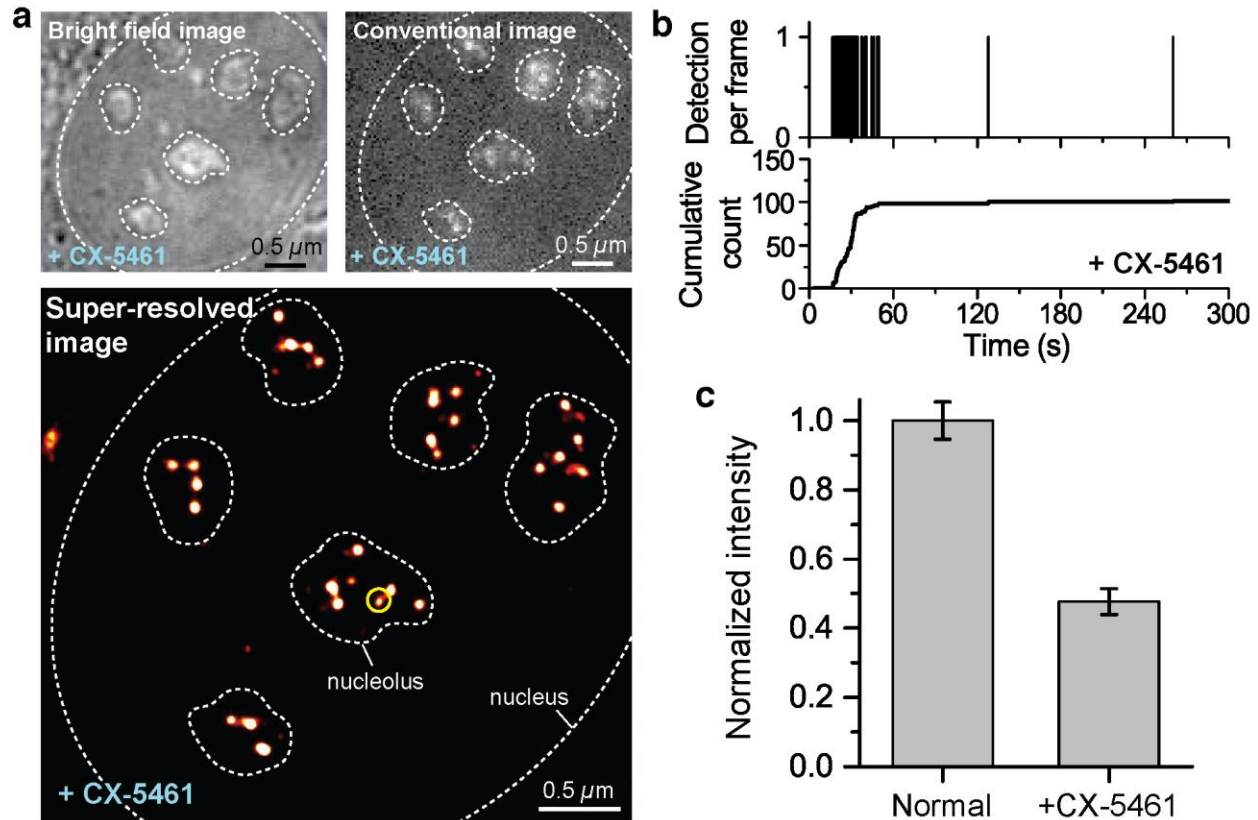 a
Bright field image
+ CX-5461
0.5 µm
Conventional image
+ CX-5461
0.5 µm
Super-resolved
image
nucleolus
nucleus
+ CX-5461
0.5 µm
b
Detection
per frame
1
0
Cumulative
count
150
100
50
0
+ CX-5461
0 60 120 180 240 300
Time (s)
c
Normalized intensity
1.0
0.8
0.6
0.4
0.2
0.0
Normal +CX-5461